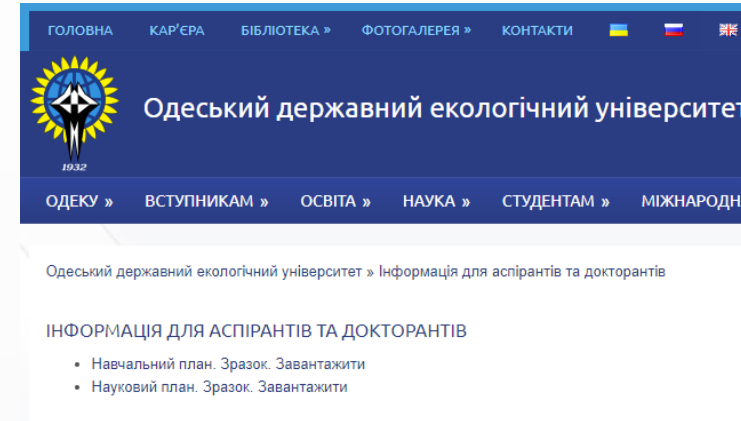 ГОЛОВНА КАР'ЄРА БІБЛІОТЕКА » ФОТОГАЛЕРЕЯ » КОНТАКТИ
Одеський державний екологічний університет
1932
ОДЕКУ » ВСТУПНИКАМ » ОСВІТА » НАУКА » СТУДЕНТАМ » МІЖНАРОДН
Одеський державний екологічний університет » Інформація для аспірантів та докторантів
ІНФОРМАЦІЯ ДЛЯ АСПІРАНТІВ ТА ДОКТОРАНТІВ
• Навчальний план. Зразок. Завантажити
• Науковий план. Зразок. Завантажити